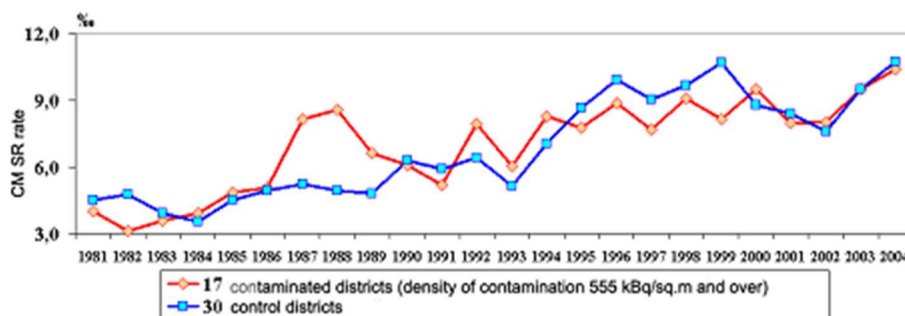 ‰
12,0
9,0
6,0
3,0
CM SR rate
1981 1982 1983 1984 1985 1986 1987 1988 1989 1990 1991 1992 1993 1994 1995 1996 1997 1998 1999 2000 2001 2002 2003 2004
17 contaminated districts (density of contamination 555 kBq/sq.m and over)
30 control districts